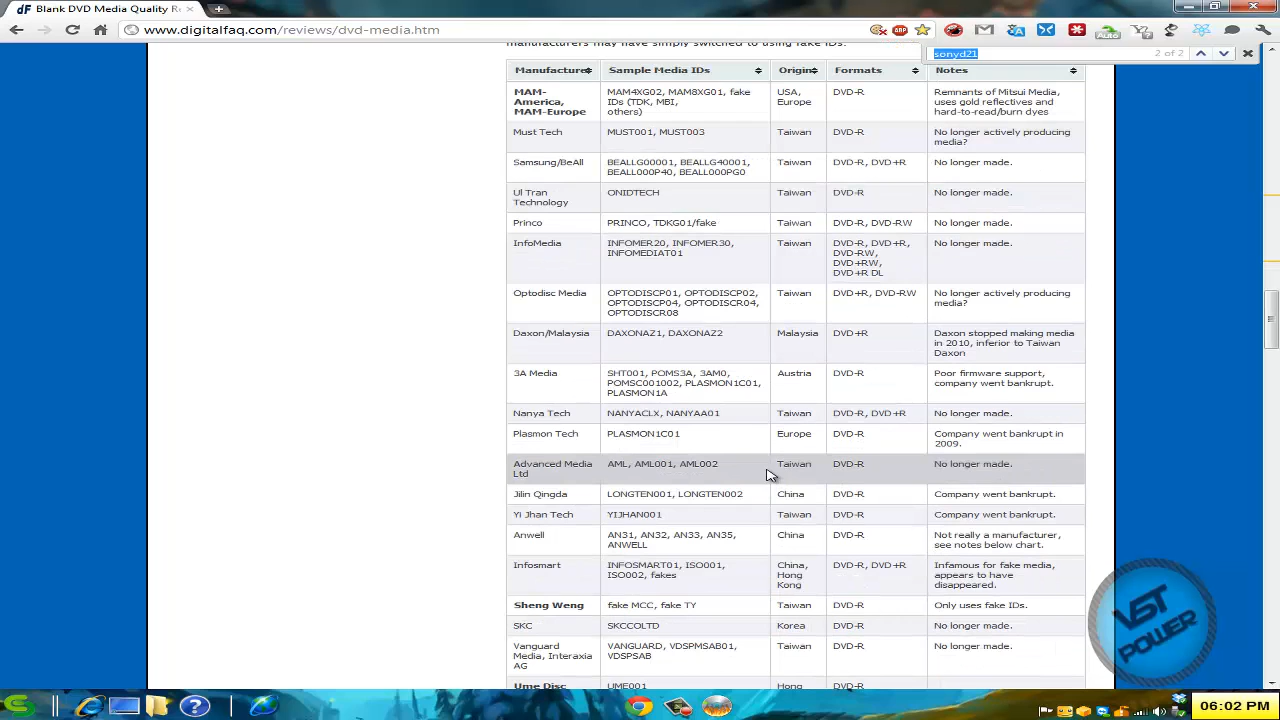 Blank DVD Media Quality R
www.digitalfaq.com/reviews/dvd-media.htm
manufacturers may have simply switched to using fake IDs.
sonyd21
2 of 2
Manufacture
Sample Media IDs
Origin
Formats
Notes
MAM-
America,
MAM-Europe
MAM4XG02, MAM8XG01, fake
IDs (TDK, MBI,
others)
USA,
Europe
DVD-R
Remnants of Mitsui Media,
uses gold reflectives and
hard-to-read/burn dyes
Must Tech
MUST001, MUST003
Taiwan
DVD-R
No longer actively producing
media?
Samsung/BeAll
BEALLG00001, BEALLG40001,
BEALL000P40, BEALL000PG0
Taiwan
DVD-R, DVD+R
No longer made.
Ul Tran
Technology
ONIDTECH
Taiwan
DVD-R
No longer made.
Princo
PRINCO, TDKG01/fake
Taiwan
DVD-R, DVD-RW
No longer made.
InfoMedia
INFOMER20, INFOMER30,
INFOMEDIAT01
Taiwan
DVD-R, DVD+R,
DVD-RW,
DVD+RW,
DVD+R DL
No longer made.
Optodisc Media
OPTODISCP01, OPTODISCP02,
OPTODISCP04, OPTODISCR04,
OPTODISCR08
Taiwan
DVD+R, DVD-RW
No longer actively producing
media?
Daxon/Malaysia
DAXONAZ1, DAXONAZ2
Malaysia
DVD+R
Daxon stopped making media
in 2010, inferior to Taiwan
Daxon
3A Media
SHT001, POMS3A, 3AM0,
POMSC001002, PLASMON1C01,
PLASMON1A
Austria
DVD-R
Poor firmware support,
company went bankrupt.
Nanya Tech
NANYACLX, NANYAA01
Taiwan
DVD-R, DVD+R
No longer made.
Plasmon Tech
PLASMON1C01
Europe
DVD-R
Company went bankrupt in
2009.
Advanced Media
Ltd
AML, AML001, AML002
Taiwan
DVD-R
No longer made.
Jilin Qingda
LONGTEN001, LONGTEN002
China
DVD-R
Company went bankrupt.
Yi Jhan Tech
YIJHAN001
Taiwan
DVD-R
Company went bankrupt.
Anwell
AN31, AN32, AN33, AN35,
ANWELL
China
DVD-R
Not really a manufacturer,
see notes below chart.
Infosmart
INFOSMART01, ISO001,
ISO002, fakes
China,
Hong
Kong
DVD-R, DVD+R
Infamous for fake media,
appears to have
disappeared.
Sheng Weng
fake MCC, fake TY
Taiwan
DVD-R
Only uses fake IDs.
SKC
SKCCOLTD
Korea
DVD-R
No longer made.
Vanguard
Media, Interaxia
AG
VANGUARD, VDSPMSAB01,
VDSPSAB
Taiwan
DVD-R
No longer made.
Ume Disc
UME001
Hong
DVD-R
VST
POWER
06:02 PM